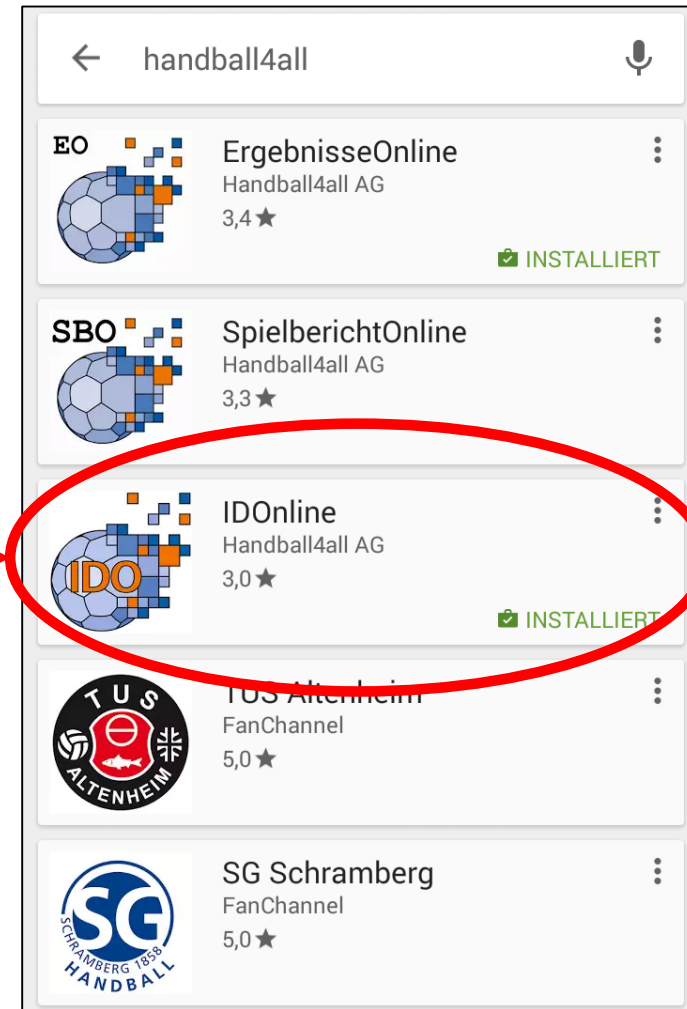 handball4all
EO
ErgebnisseOnline
Handball4all AG
3,4★
INSTALLIERT
SBO
SpielberichtOnline
Handball4all AG
3,3★
IDO
IDOnline
Handball4all AG
3,0★
INSTALLIERT
TUS
ALTENHEIM
TUS Altenheim
FanChannel
5,0★
SG
SCHRAMBERG 1858
HANDBALL
SG Schramberg
FanChannel
5,0★